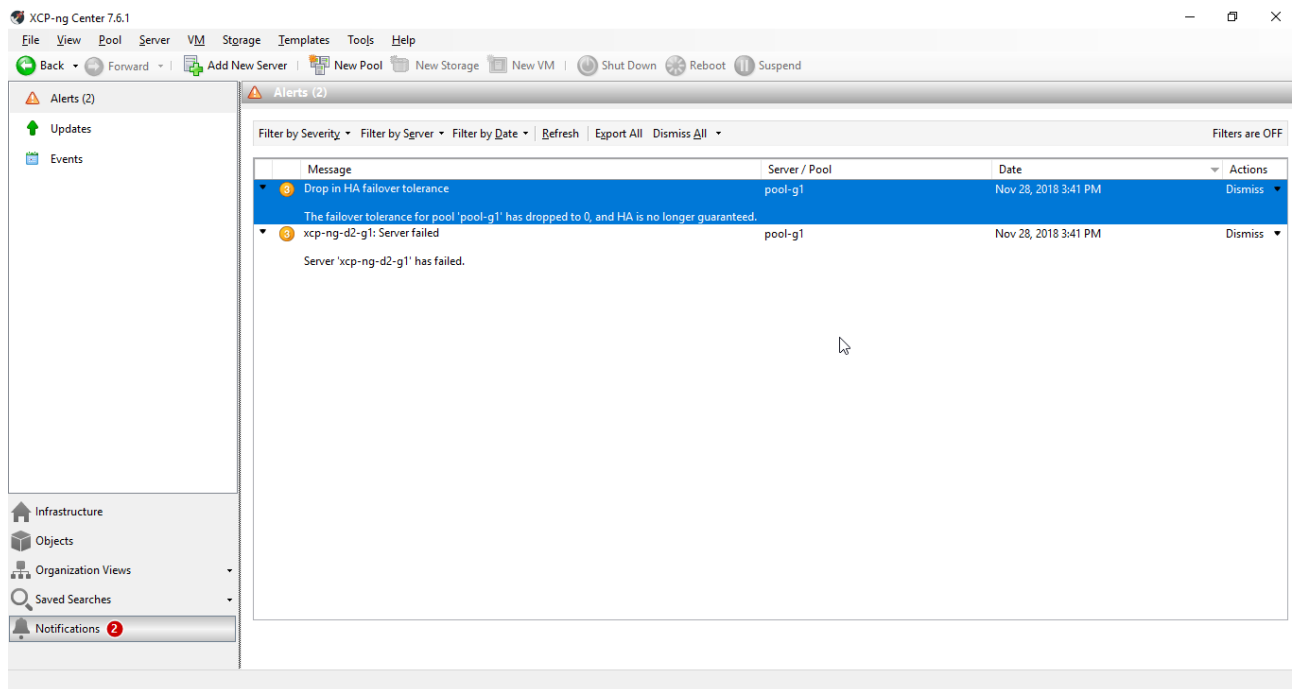 XCP-ng Center 7.6.1
File View Pool Server VM Storage Templates Tools Help
Back Forward Add New Server New Pool New Storage New VM Shut Down Reboot Suspend
Alerts (2)
Updates
Events
Infrastructure
Objects
Organization Views
Saved Searches
Notifications 2
Alerts (2)
Filter by Severity Filter by Server Filter by Date Refresh Export All Dismiss All Filters are OFF
Message Server / Pool Date Actions
3 Drop in HA failover tolerance pool-g1 Nov 28, 2018 3:41 PM Dismiss
The failover tolerance for pool 'pool-g1' has dropped to 0, and HA is no longer guaranteed.
3 xcp-ng-d2-g1: Server failed pool-g1 Nov 28, 2018 3:41 PM Dismiss
Server 'xcp-ng-d2-g1' has failed.